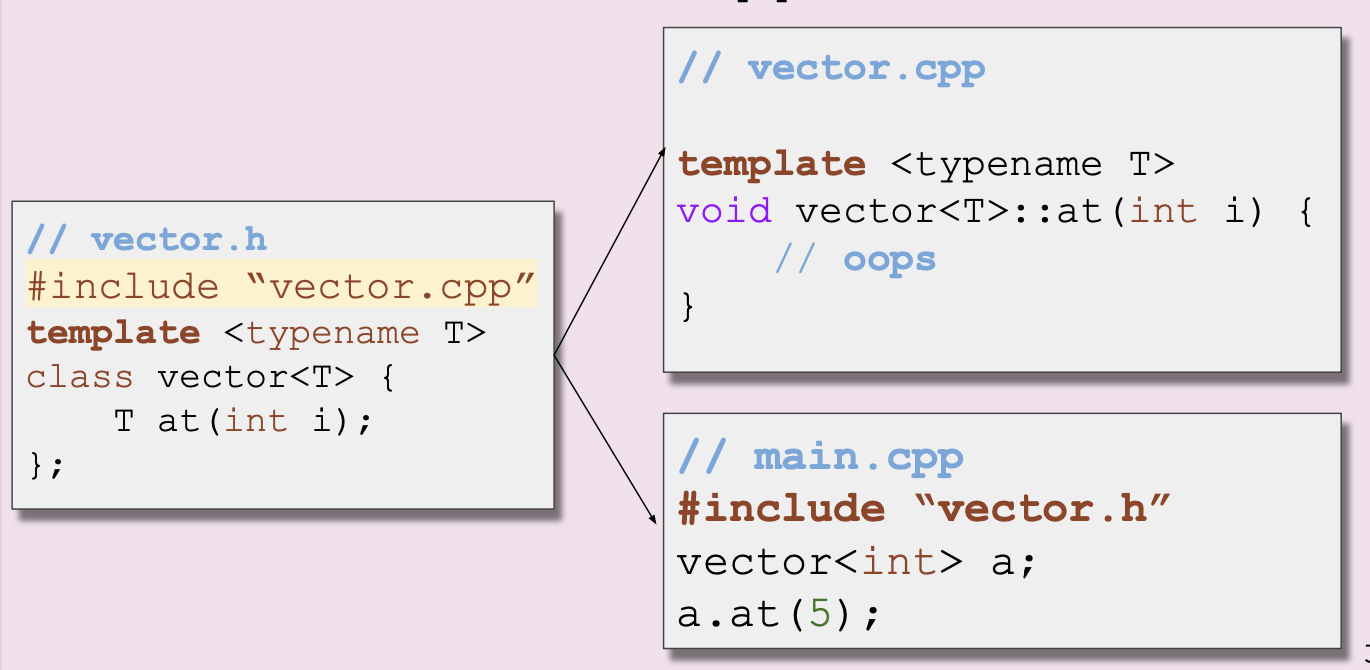 // vector.h
#include “vector.cpp”
template <typename T>
class vector<T> {
    T at(int i);
};
// vector.cpp
template <typename T>
void vector<T>::at(int i) {
    // oops
}
// main.cpp
#include “vector.h”
vector<int> a;
a.at(5);